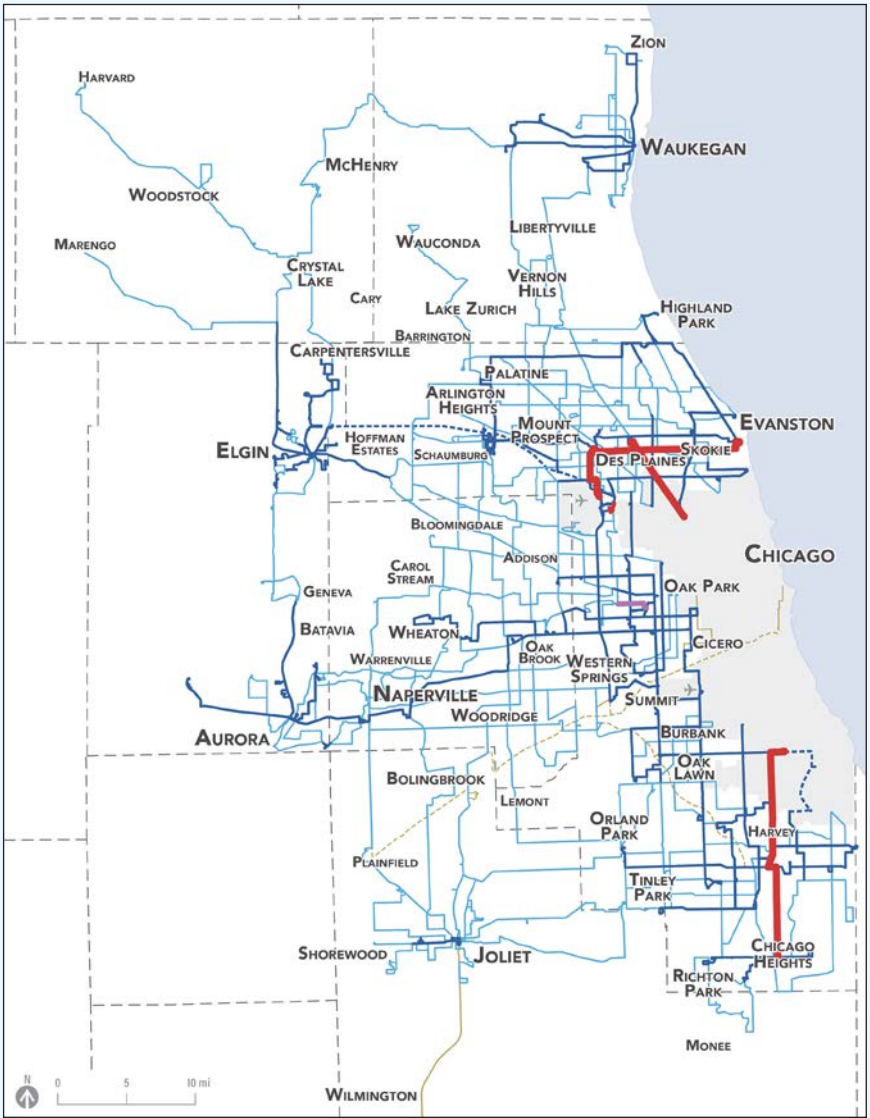 ZION
HARVARD
WAUKEGAN
MCHENRY
WOODSTOCK
LIBERTYVILLE
MARENGO
WAUCONDA
CRYSTAL
LAKE
VERNON
HILLS
CARY
LAKE ZURICH
HIGHLAND
PARK
BARRINGTON
CARPENTERSVILLE
PALATINE
ARLINGTON
HEIGHTS
MOUNT
PROSPECT
EVANSTON
ELGIN
HOFFMAN
ESTATES
SCHAUMBURG
SKOKIE
DES PLAINES
BLOOMINGDALE
CHICAGO
ADDISON
CAROL
STREAM
OAK PARK
GENEVA
BATAVIA
WHEATON
CICERO
OAK
BROOK
WARRENVILLE
WESTERN
SPRINGS
NAPERVILLE
SUMMIT
WOODRIDGE
AURORA
BURBANK
OAK
LAWN
BOLINGBROOK
LEMONT
ORLAND
PARK
HARVEY
PLAINFIELD
TINLEY
PARK
SHOREWOOD
JOLIET
CHICAGO
HEIGHTS
RICHTON
PARK
MONEE
N
0 5 10 mi
WILMINGTON